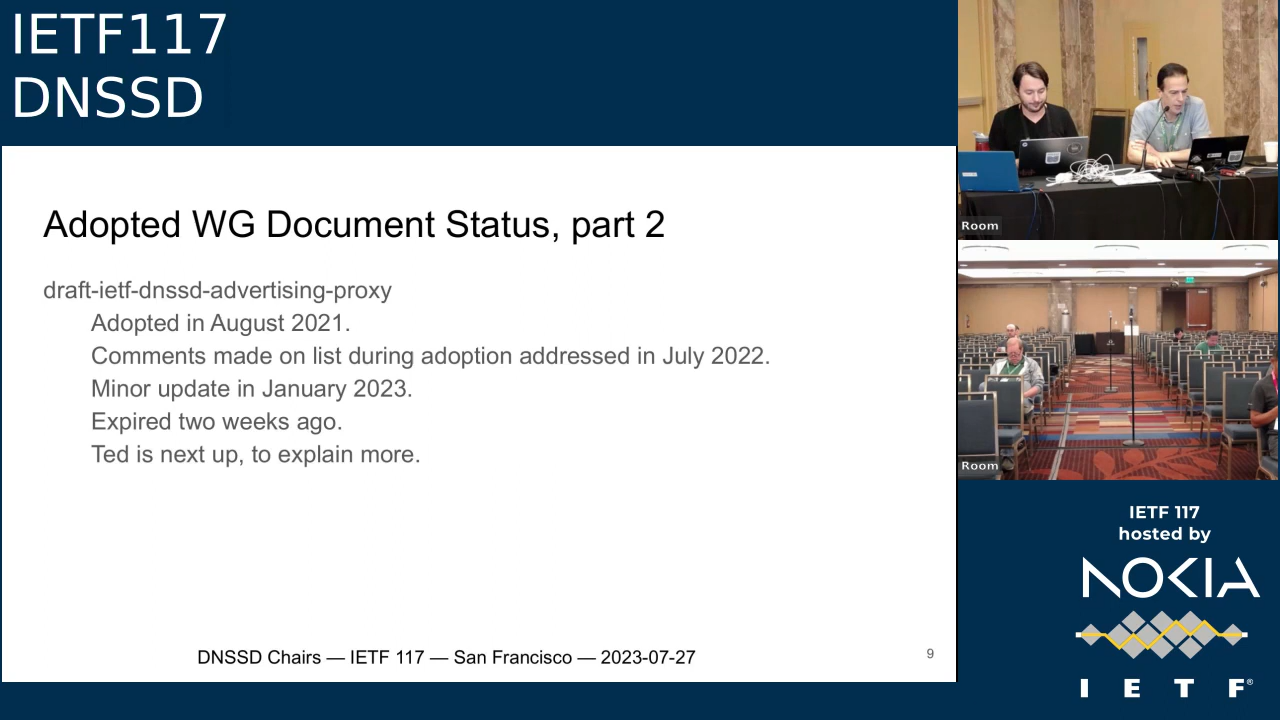 IETF117
DNSSD
Adopted WG Document Status, part 2
draft-ietf-dnssd-advertising-proxy
Adopted in August 2021.
Comments made on list during adoption addressed in July 2022.
Minor update in January 2023.
Expired two weeks ago.
Ted is next up, to explain more.
DNSSD Chairs — IETF 117 — San Francisco — 2023-07-27
9
Room
Room
IETF 117
hosted by
NOKIA
I E T F®